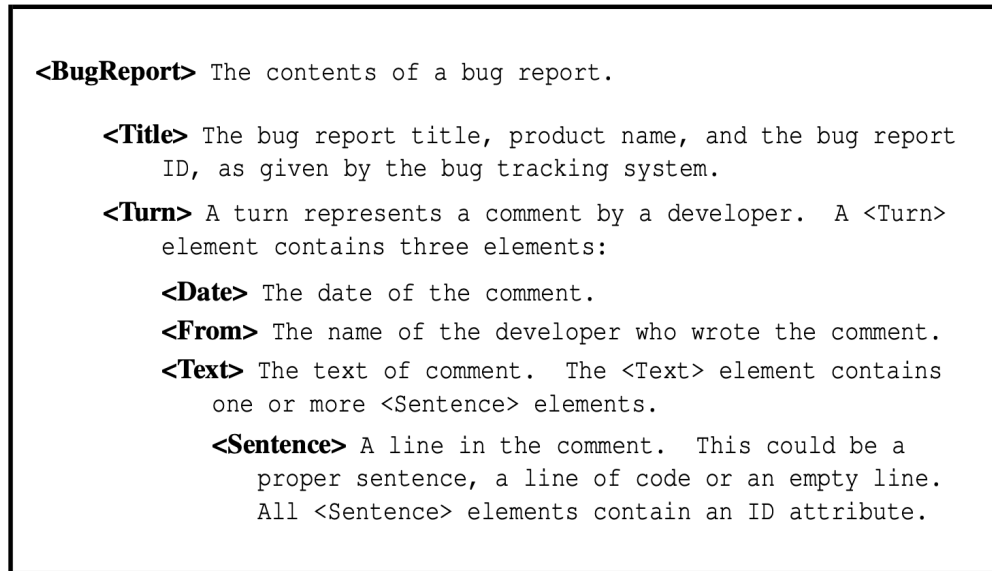 <BugReport> The contents of a bug report.
<Title> The bug report title, product name, and the bug report
ID, as given by the bug tracking system.
<Turn> A turn represents a comment by a developer. A <Turn>
element contains three elements:
<Date> The date of the comment.
<From> The name of the developer who wrote the comment.
<Text> The text of comment. The <Text> element contains
one or more <Sentence> elements.
<Sentence> A line in the comment. This could be a
proper sentence, a line of code or an empty line.
All <Sentence> elements contain an ID attribute.